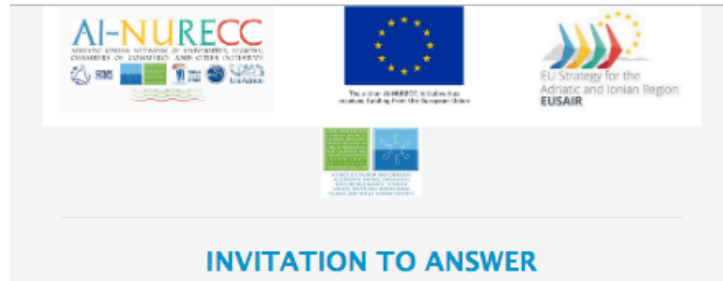 AI-NURECC
ADRIATIC IONIAN NETWORK OF UNIVERSITIES, REGIONS,
CHAMBERS OF COMMERCE AND CITIES INITIATIVE
UniAdrion
The action AI-NURECC Initiative has
received funding from the European Union
EU Strategy for the
Adriatic and Ionian Region
EUSAIR
INVITATION TO ANSWER